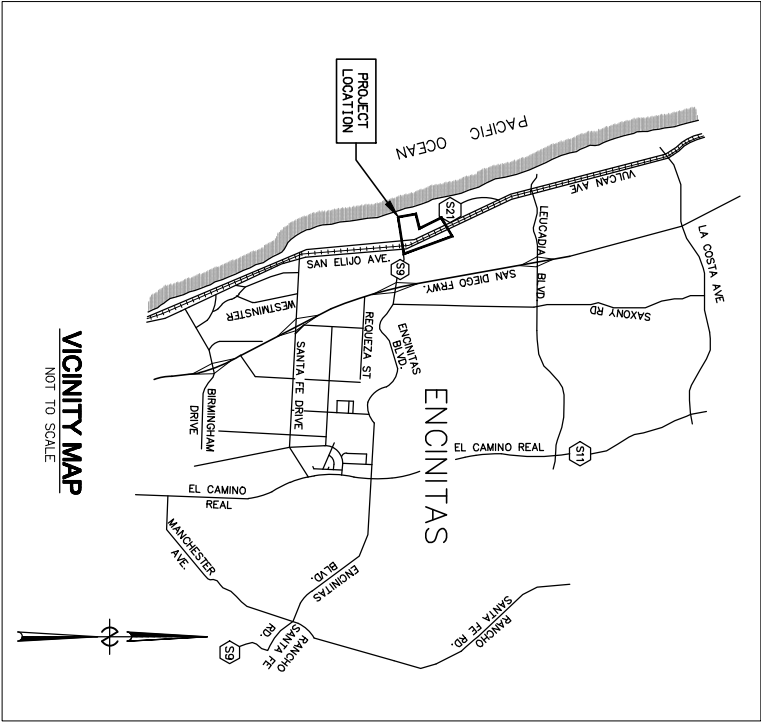 PROJECT
LOCATION
PACIFIC OCEAN
VULCAN AVE
S21
LEUCADIA BLVD
LA COSTA AVE
SAN ELIJO AVE.
S9
SAN DIEGO FRWY.
SAXONY RD
WESTMINSTER
REQUEZA ST
ENCINITAS
BLVD.
SANTA FE DRIVE
BIRMINGHAM
DRIVE
ENCINITAS
EL CAMINO REAL
S11
EL CAMINO
REAL
MANCHESTER
AVE.
ENCINITAS
BLVD.
RANCHO
SANTA FE
RD.
S9
RANCHO
SANTA FE RD.
VICINITY MAP
NOT TO SCALE